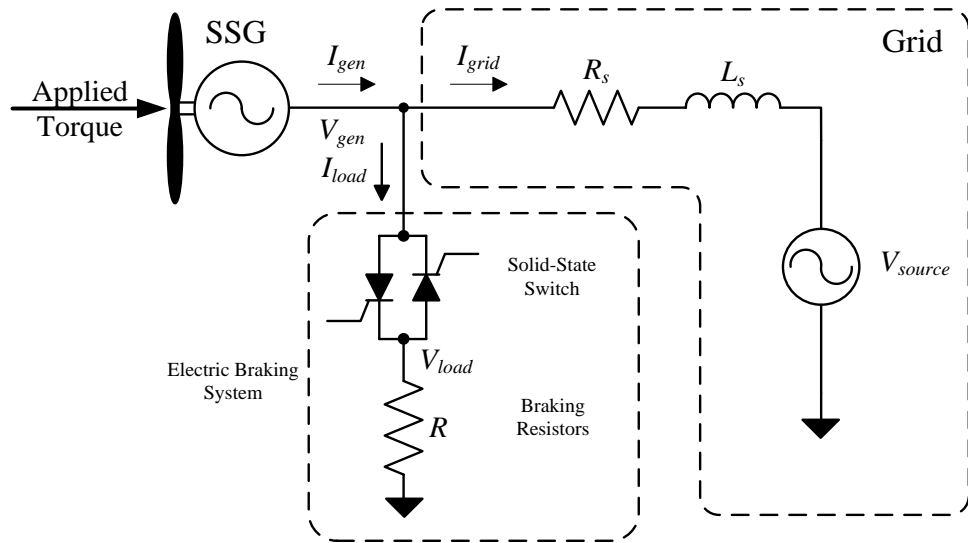 SSG
Grid
Applied
Torque
I_gen
I_grid
R_s
L_s
V_gen
I_load
V_source
Solid-State
Switch
V_load
Electric Braking
System
R
Braking
Resistors